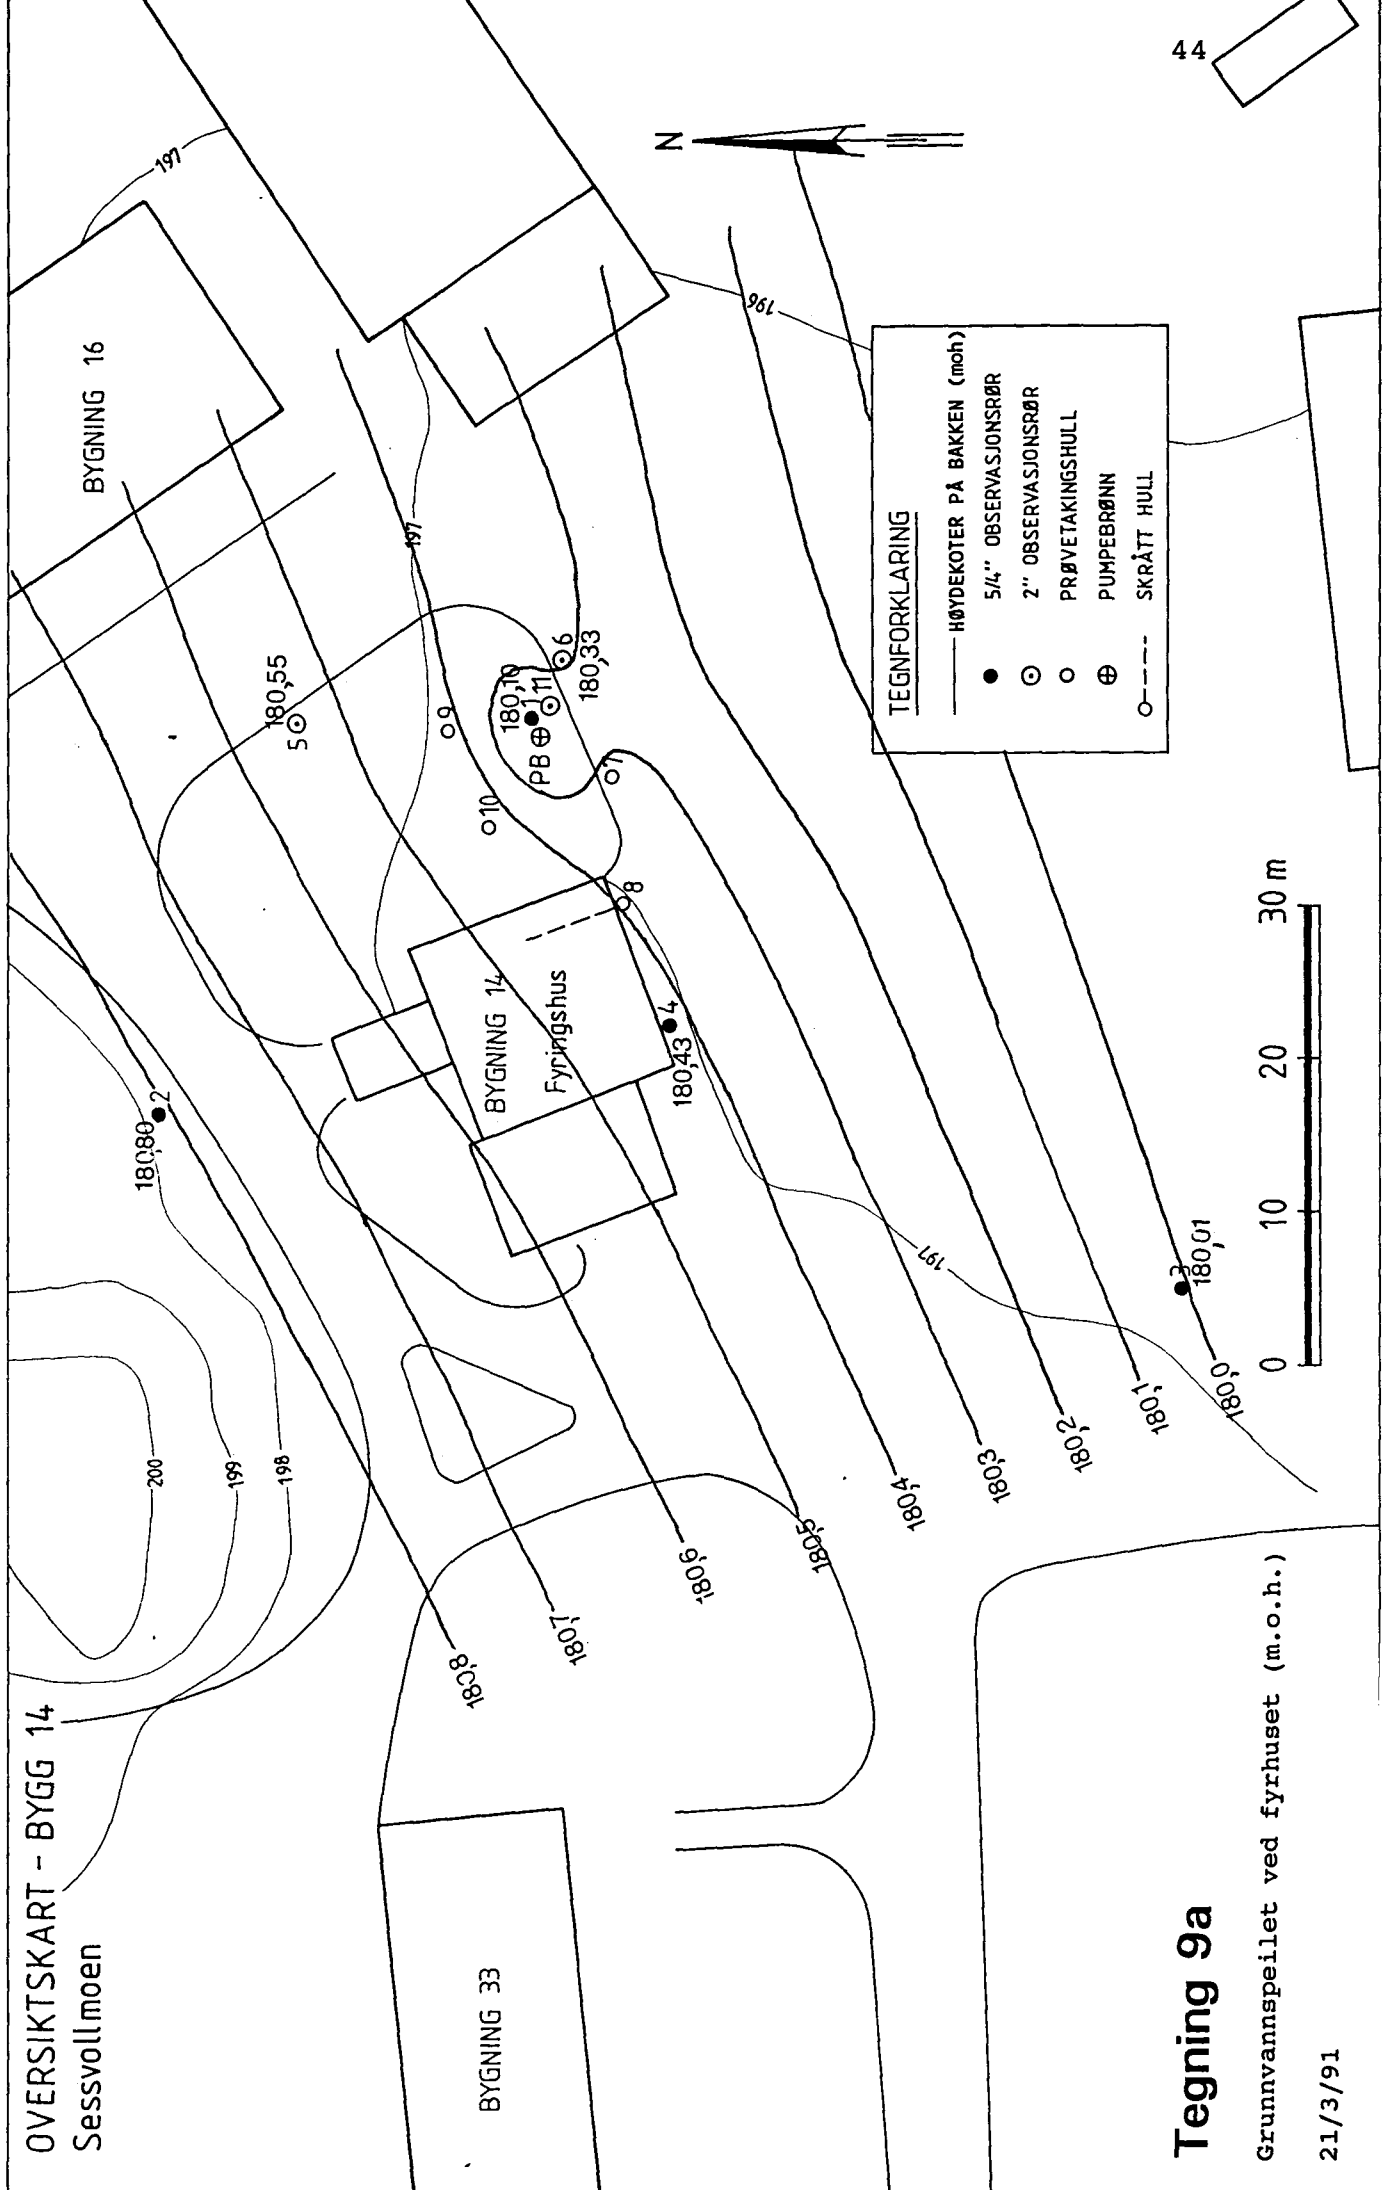 OVERSIKTSKART - BYGG 14
Sessvollmoen
200
199
198
197
197
197
196
BYGNING 16
BYGNING 33
BYGNING 14
Fyringshus
N
44
180,80
2
5
180,55
9
10
180,10
1
11
PB
6
180,33
7
8
4
180,43
3
180,01
180,8
180,7
180,6
180,5
180,4
180,3
180,2
180,1
180,0
TEGNFORKLARING
HØYDEKOTER PÅ BAKKEN (moh)
5/4" OBSERVASJONSRØR
2" OBSERVASJONSRØR
PRØVETAKINGSHULL
PUMPEBRØNN
SKRÅTT HULL
0 10 20 30 m
Tegning 9a
Grunnvannspeilet ved fyrhuset (m.o.h.)
21/3/91